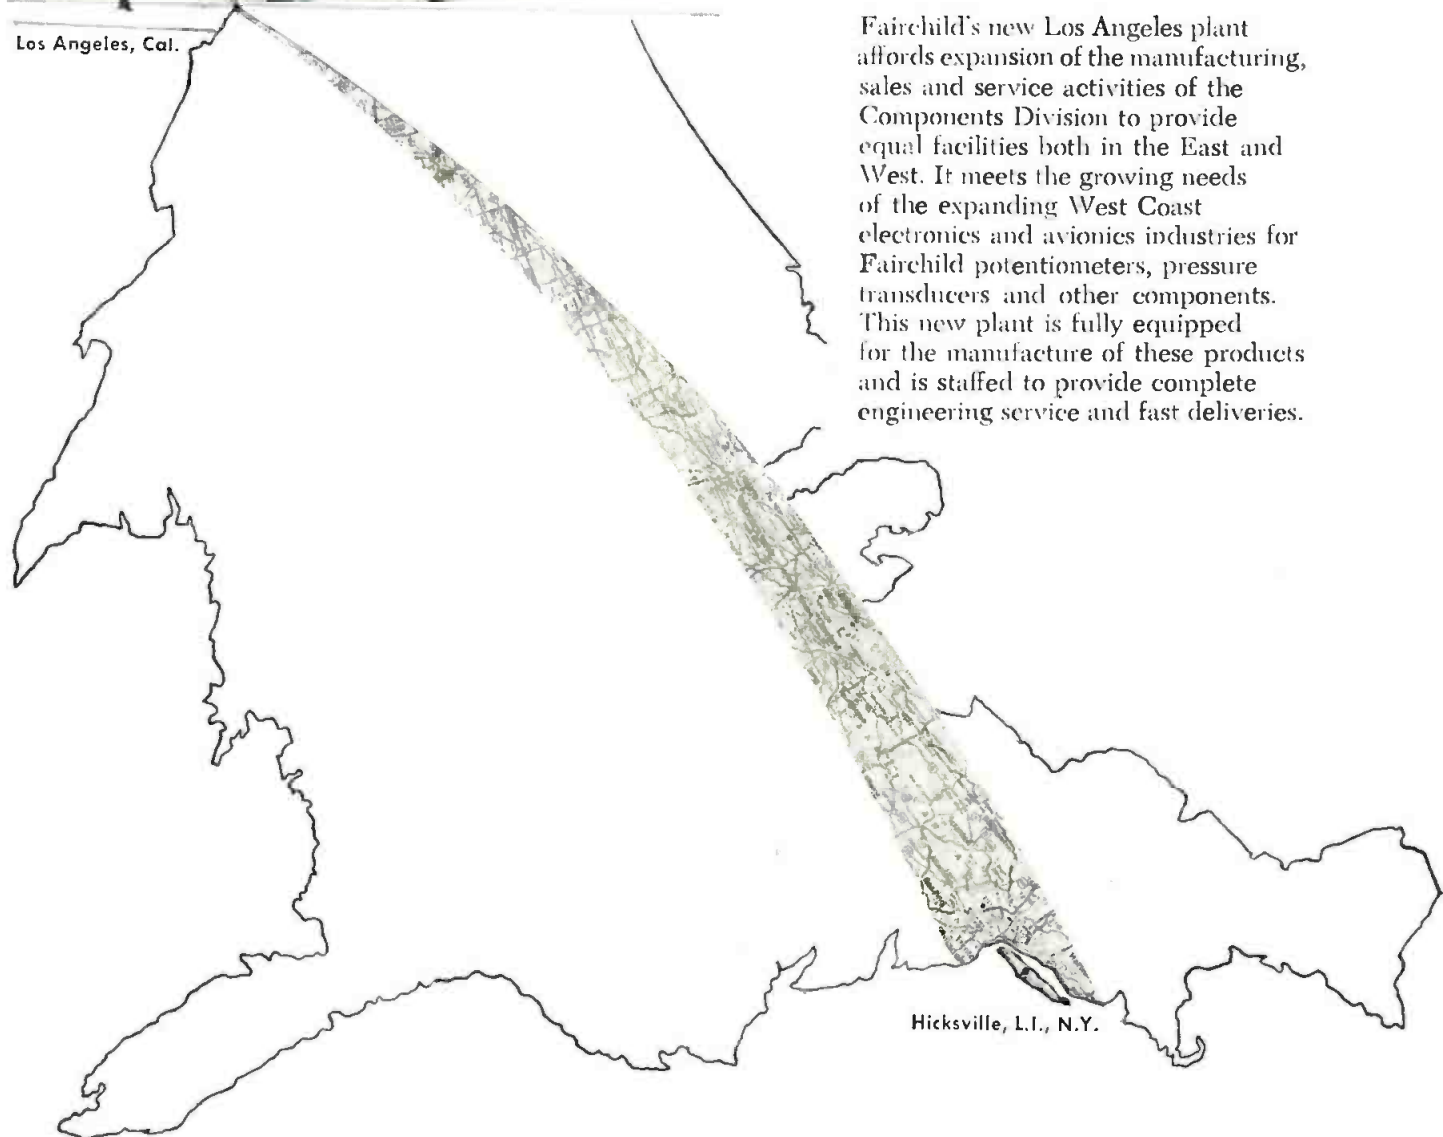 Los Angeles, Cal.
Fairchild's new Los Angeles plant
affords expansion of the manufacturing,
sales and service activities of the
Components Division to provide
equal facilities both in the East and
West. It meets the growing needs
of the expanding West Coast
electronics and avionics industries for
Fairchild potentiometers, pressure
transducers and other components.
This new plant is fully equipped
for the manufacture of these products
and is staffed to provide complete
engineering service and fast deliveries.
Hicksville, L.I., N.Y.